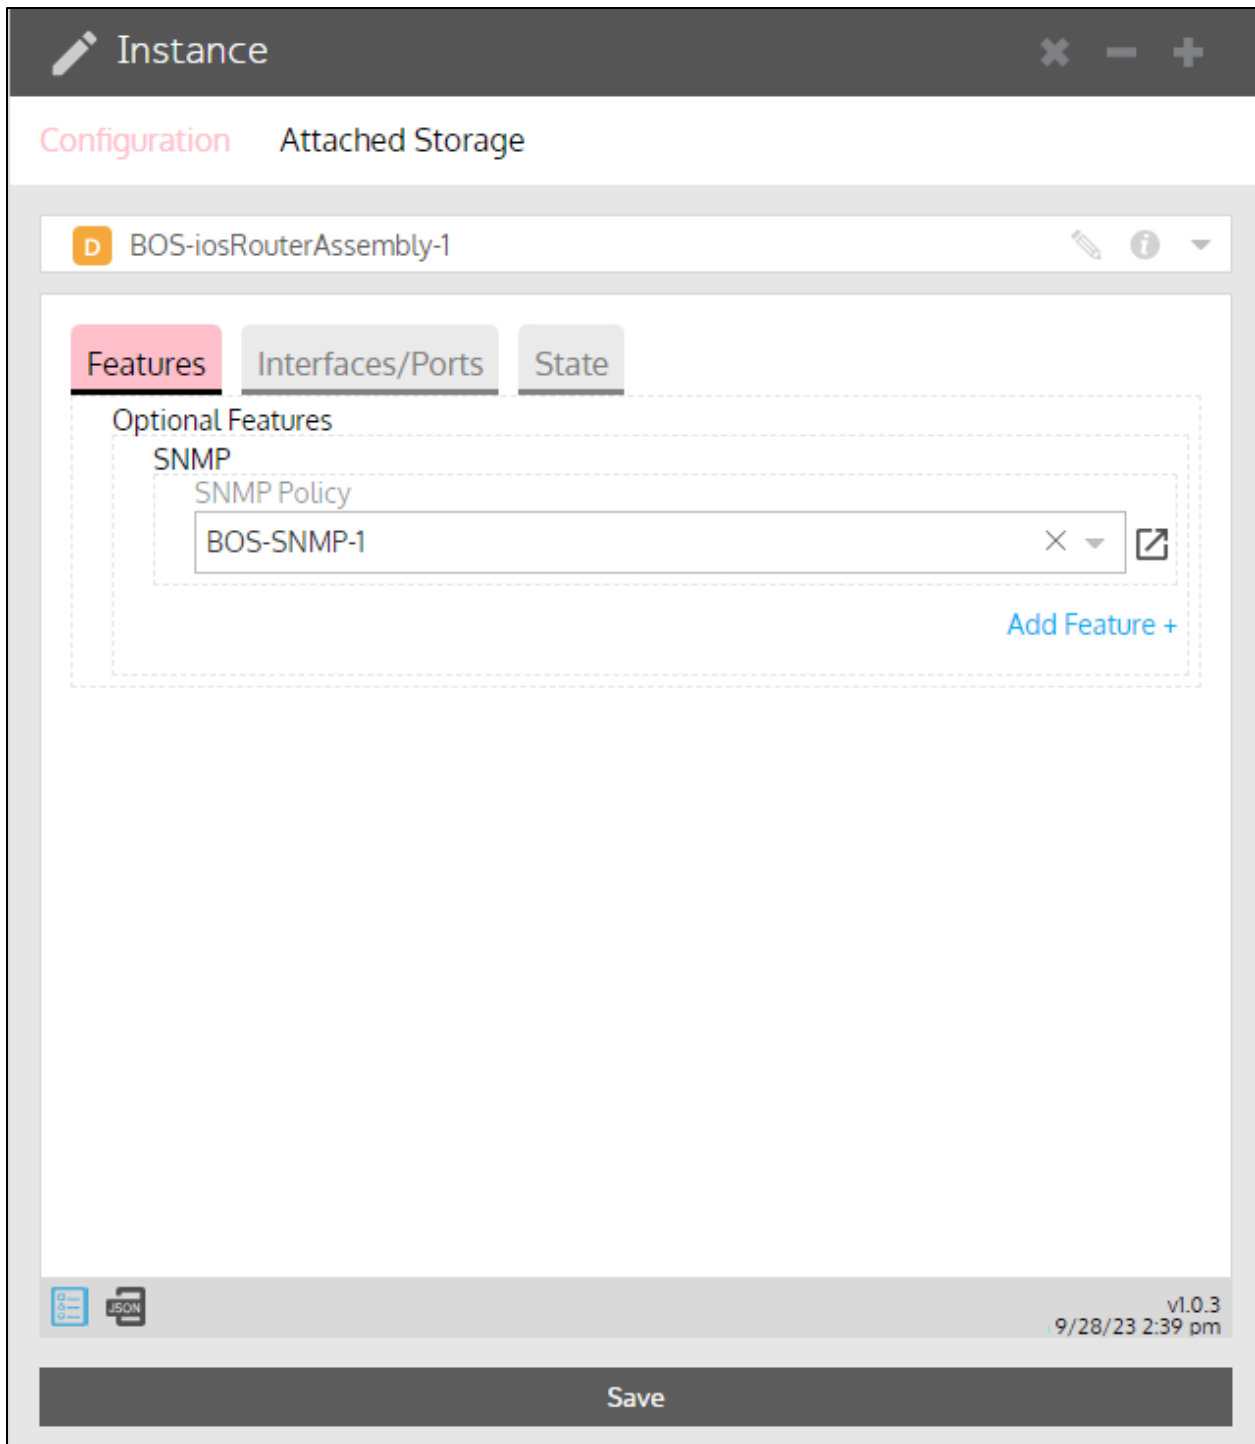 Instance
Configuration Attached Storage
D BOS-iosRouterAssembly-1
Features Interfaces/Ports State
Optional Features
SNMP
SNMP Policy
BOS-SNMP-1
Add Feature +
JSON
v1.0.3
9/28/23 2:39 pm
Save